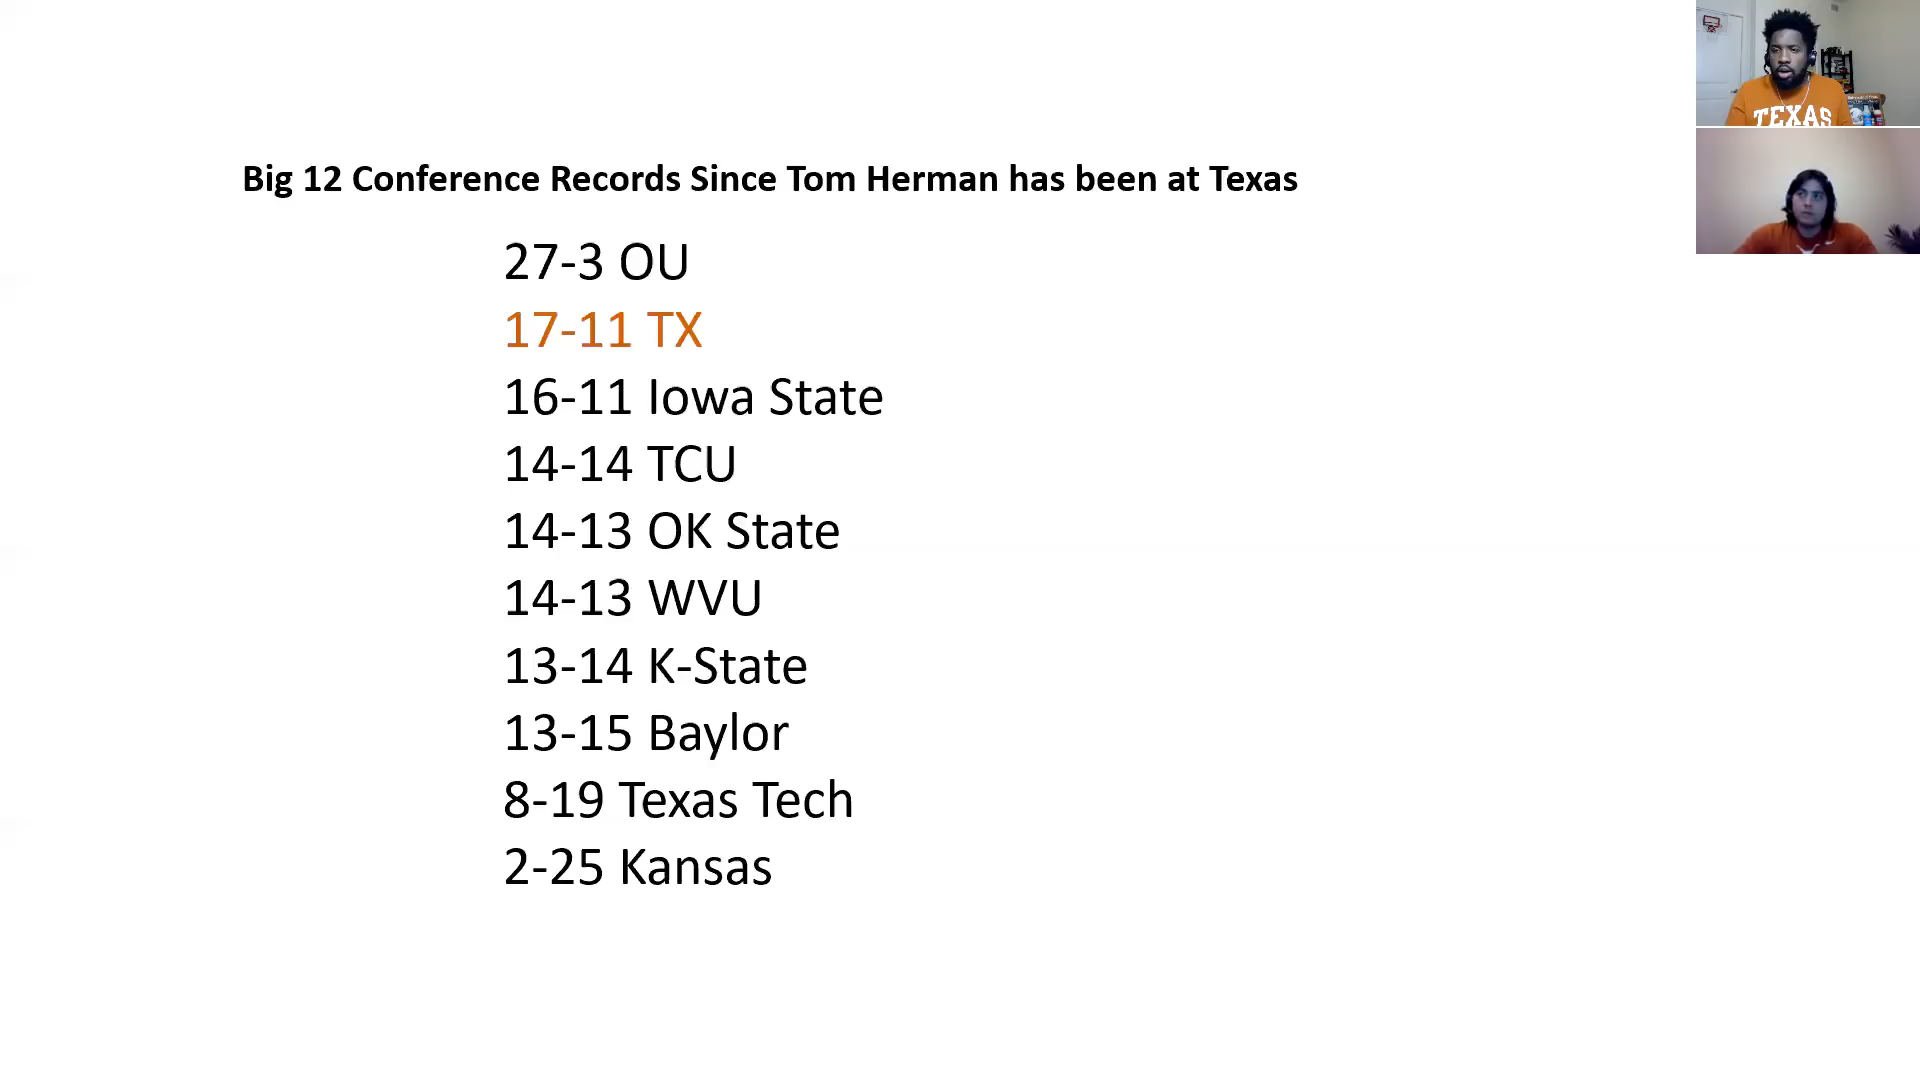 Big 12 Conference Records Since Tom Herman has been at Texas
27-3 OU
17-11 TX
16-11 Iowa State
14-14 TCU
14-13 OK State
14-13 WVU
13-14 K-State
13-15 Baylor
8-19 Texas Tech
2-25 Kansas
TEXAS